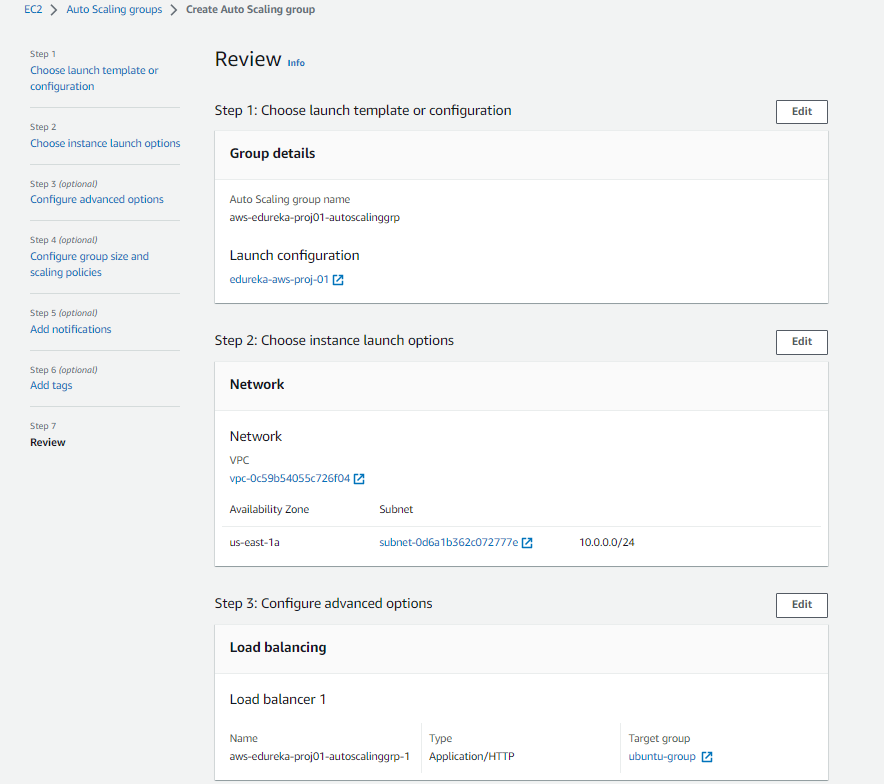 EC2 > Auto Scaling groups > Create Auto Scaling group
Step 1
Choose launch template or
configuration
Step 2
Choose instance launch options
Step 3 (optional)
Configure advanced options
Step 4 (optional)
Configure group size and
scaling policies
Step 5 (optional)
Add notifications
Step 6 (optional)
Add tags
Step 7
Review
Review Info
Step 1: Choose launch template or configuration
Edit
Group details
Auto Scaling group name
aws-edureka-proj01-autoscalinggrp
Launch configuration
edureka-aws-proj-01
Step 2: Choose instance launch options
Edit
Network
Network
VPC
vpc-0c59b54055c726f04
Availability Zone Subnet
us-east-1a subnet-0d6a1b362c072777e 10.0.0.0/24
Step 3: Configure advanced options
Edit
Load balancing
Load balancer 1
Name Type Target group
aws-edureka-proj01-autoscalinggrp-1 Application/HTTP ubuntu-group